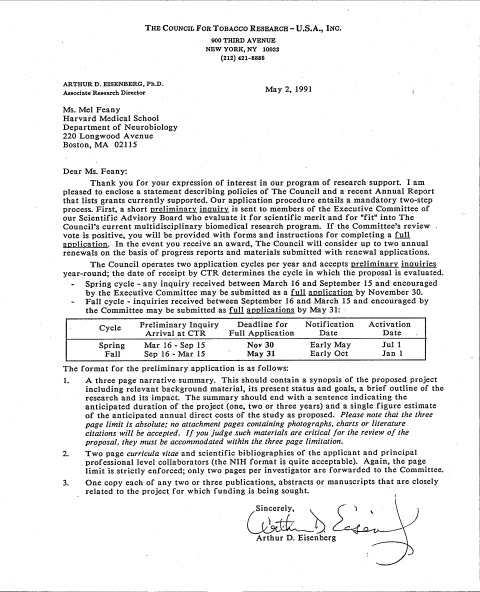 THE COUNCIL FOR TOBACCO RESEARCH – U.S.A., INC.
900 THIRD AVENUE
NEW YORK, NY 10022
(212) 421-8885
ARTHUR D. EISENBERG, Ph.D.
Associate Research Director
May 2, 1991
Ms. Mel Feany
Harvard Medical School
Department of Neurobiology
220 Longwood Avenue
Boston, MA 02115
Dear Ms. Feany:
Thank you for your expression of interest in our program of research support. I am
pleased to enclose a statement describing policies of The Council and a recent Annual Report
that lists grants currently supported. Our application procedure entails a mandatory two-step
process. First, a short preliminary inquiry is sent to members of the Executive Committee of
our Scientific Advisory Board who evaluate it for scientific merit and for "fit" into The
Council's current multidisciplinary biomedical research program. If the Committee's review
vote is positive, you will be provided with forms and instructions for completing a full
application. In the event you receive an award, The Council will consider up to two annual
renewals on the basis of progress reports and materials submitted with renewal applications.
The Council operates two application cycles per year and accepts preliminary inquiries
year-round; the date of receipt by CTR determines the cycle in which the proposal is evaluated.
- Spring cycle - any inquiry received between March 16 and September 15 and encouraged
by the Executive Committee may be submitted as a full application by November 30.
- Fall cycle - inquiries received between September 16 and March 15 and encouraged by
the Committee may be submitted as full applications by May 31:
Cycle Preliminary Inquiry Arrival at CTR Deadline for Full Application Notification Date Activation Date
Spring Mar 16 - Sep 15 Nov 30 Early May Jul 1
Fall Sep 16 - Mar 15 May 31 Early Oct Jan 1
The format for the preliminary application is as follows:
1. A three page narrative summary. This should contain a synopsis of the proposed project
including relevant background material, its present status and goals, a brief outline of the
research and its impact. The summary should end with a sentence indicating the
anticipated duration of the project (one, two or three years) and a single figure estimate
of the anticipated annual direct costs of the study as proposed. Please note that the three
page limit is absolute; no attachment pages containing photographs, charts or literature
citations will be accepted. If you judge such materials are critical for the review of the
proposal, they must be accommodated within the three page limitation.
2. Two page curricula vitae and scientific bibliographies of the applicant and principal
professional level collaborators (the NIH format is quite acceptable). Again, the page
limit is strictly enforced; only two pages per investigator are forwarded to the Committee.
3. One copy each of any two or three publications, abstracts or manuscripts that are closely
related to the project for which funding is being sought.
Sincerely,
Arthur D. Eisenberg
Arthur D. Eisenberg